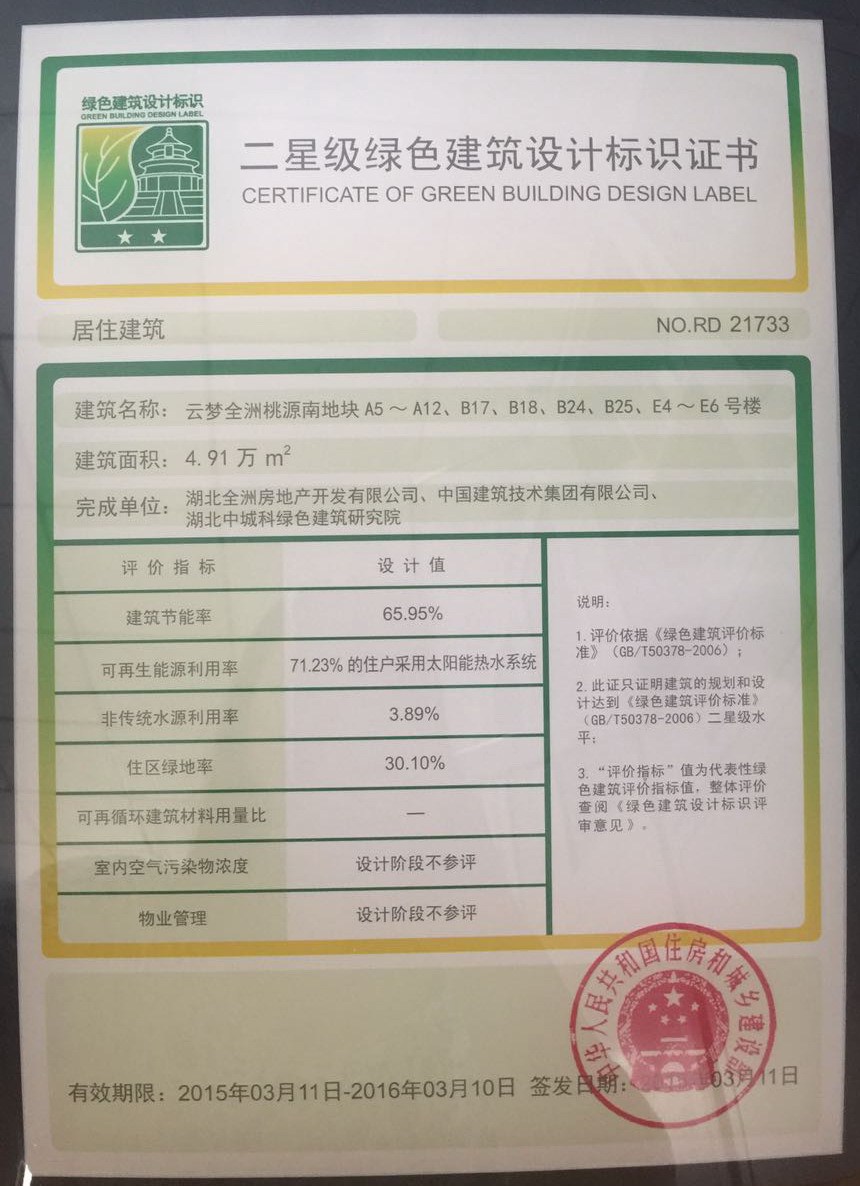 绿色建筑设计标识
GREEN BUILDING DESIGN LABEL
二星级绿色建筑设计标识证书
CERTIFICATE OF GREEN BUILDING DESIGN LABEL
居住建筑
NO.RD 21733
建筑名称： 云梦全洲桃源南地块 A5～A12、B17、B18、B24、B25、E4～E6 号楼
建筑面积： 4.91 万 m²
完成单位： 湖北全洲房地产开发有限公司、中国建筑技术集团有限公司、
湖北中城科绿色建筑研究院
评价指标 设计值
建筑节能率 65.95%
可再生能源利用率 71.23% 的住户采用太阳能热水系统
非传统水源利用率 3.89%
住区绿地率 30.10%
可再循环建筑材料用量比 —
室内空气污染物浓度 设计阶段不参评
物业管理 设计阶段不参评
说明：
1.评价依据《绿色建筑评价标
准》（GB/T50378-2006）；
2.此证只证明建筑的规划和设
计达到《绿色建筑评价标准》
（GB/T50378-2006）二星级水
平；
3.“评价指标”值为代表性绿
色建筑评价指标值，整体评价
查阅《绿色建筑设计标识评
审意见》。
中华人民共和国住房和城乡建设部
有效期限：2015年03月11日-2016年03月10日 签发日期： 03月11日